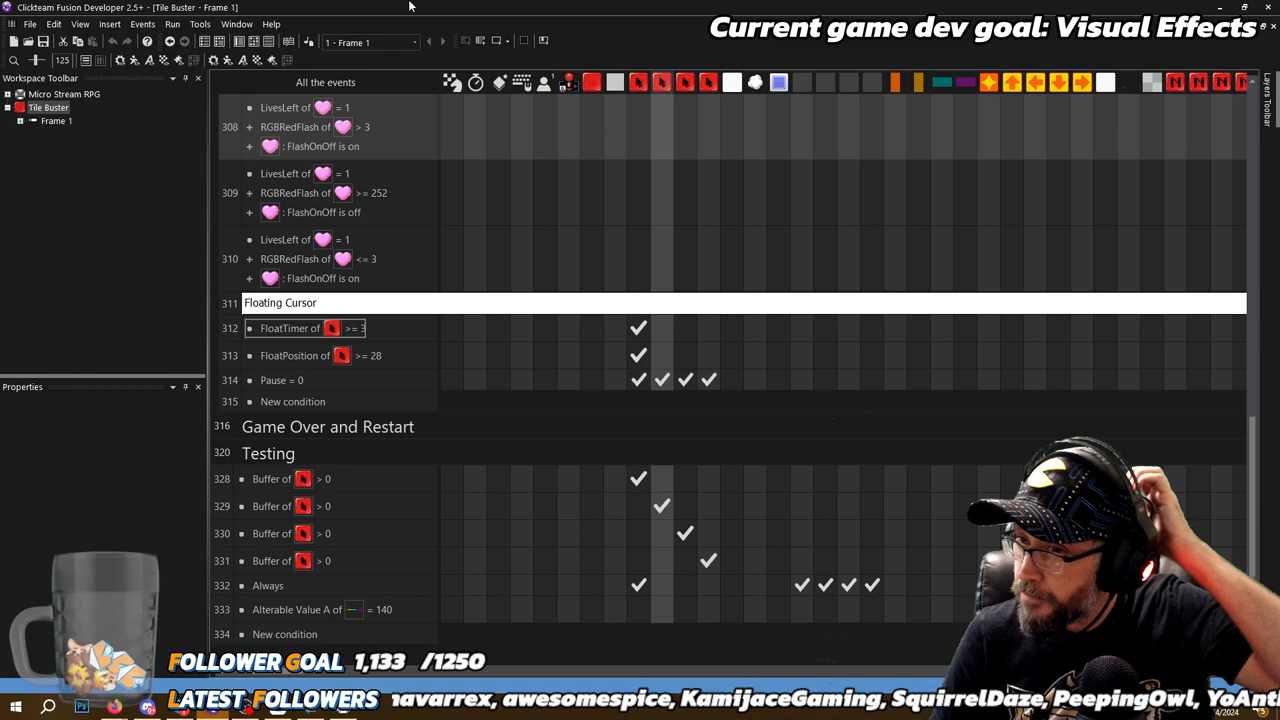 Clickteam Fusion Developer 2.5+ - [Tile Buster - Frame 1]
Current game dev goal: Visual Effects
File Edit View Insert Events Run Tools Window Help
1 - Frame 1
125
Workspace Toolbar
All the events
Layers Toolbar
Micro Stream RPG
Tile Buster
Frame 1
Properties
LivesLeft of = 1
308 + RGBRedFlash of > 3
+ : FlashOnOff is on
LivesLeft of = 1
309 + RGBRedFlash of >= 252
+ : FlashOnOff is off
LivesLeft of = 1
310 + RGBRedFlash of <= 3
+ : FlashOnOff is on
311 Floating Cursor
312 FloatTimer of >= 3
313 FloatPosition of >= 28
314 Pause = 0
315 New condition
316 Game Over and Restart
320 Testing
328 Buffer of > 0
329 Buffer of > 0
330 Buffer of > 0
331 Buffer of > 0
332 Always
333 Alterable Value A of = 140
334 New condition
Follower Goal 1,133 /1250
Latest Followers navarrex, awesomespice, KamijaceGaming, SquirrelDaze, PeepingOwl, YoAnt